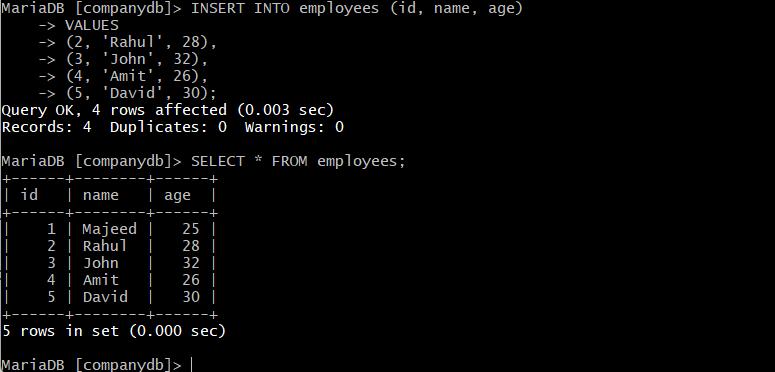 MariaDB [companydb]> INSERT INTO employees (id, name, age)
    -> VALUES
    -> (2, 'Rahul', 28),
    -> (3, 'John', 32),
    -> (4, 'Amit', 26),
    -> (5, 'David', 30);
Query OK, 4 rows affected (0.003 sec)
Records: 4  Duplicates: 0  Warnings: 0

MariaDB [companydb]> SELECT * FROM employees;
+------+--------+------+
| id   | name   | age  |
+------+--------+------+
|    1 | Majeed |   25 |
|    2 | Rahul  |   28 |
|    3 | John   |   32 |
|    4 | Amit   |   26 |
|    5 | David  |   30 |
+------+--------+------+
5 rows in set (0.000 sec)

MariaDB [companydb]>